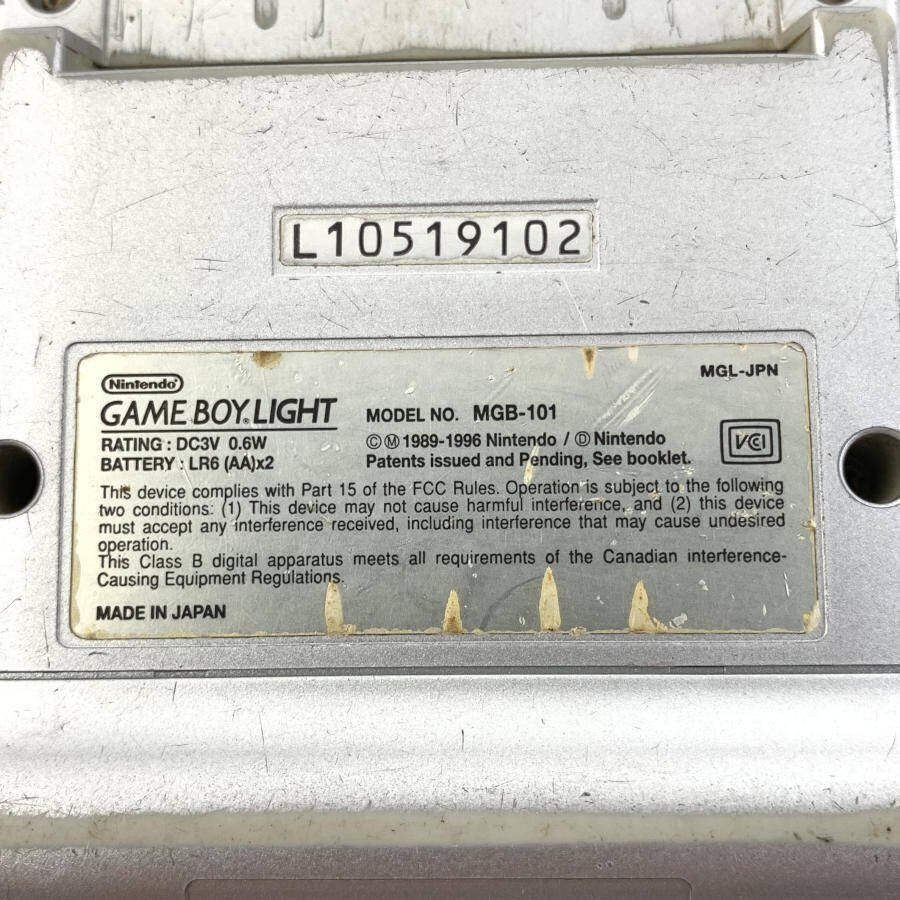 L10519102
Nintendo
MGL-JPN
GAME BOY LIGHT
MODEL NO. MGB-101
RATING : DC3V 0.6W
ⒸⓂ 1989-1996 Nintendo / Ⓓ Nintendo
VCI
BATTERY : LR6 (AA)x2
Patents issued and Pending, See booklet.
This device complies with Part 15 of the FCC Rules. Operation is subject to the following
two conditions: (1) This device may not cause harmful interference, and (2) this device
must accept any interference received, including interference that may cause undesired
operation.
This Class B digital apparatus meets all requirements of the Canadian interference-
Causing Equipment Regulations.
MADE IN JAPAN